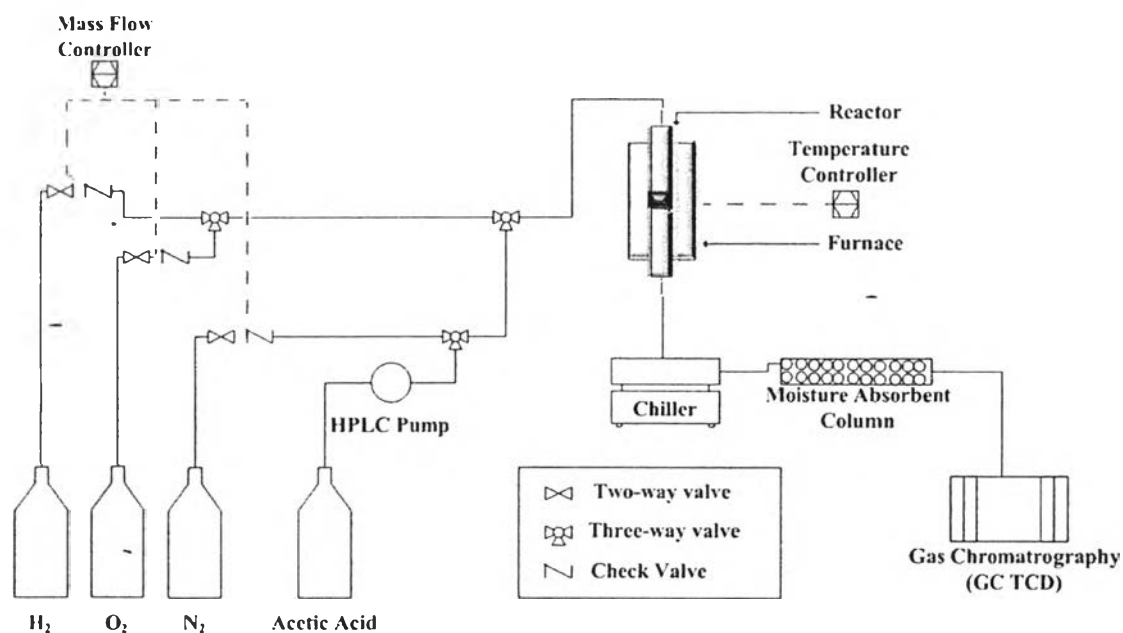 Mass Flow
Controller
Reactor
Temperature
Controller
Furnace
Chiller
Moisture Absorbent
Column
HPLC Pump
Two-way valve
Three-way valve
Check Valve
Gas Chromatrography
(GC TCD)
H₂
O₂
N₂
Acetic Acid